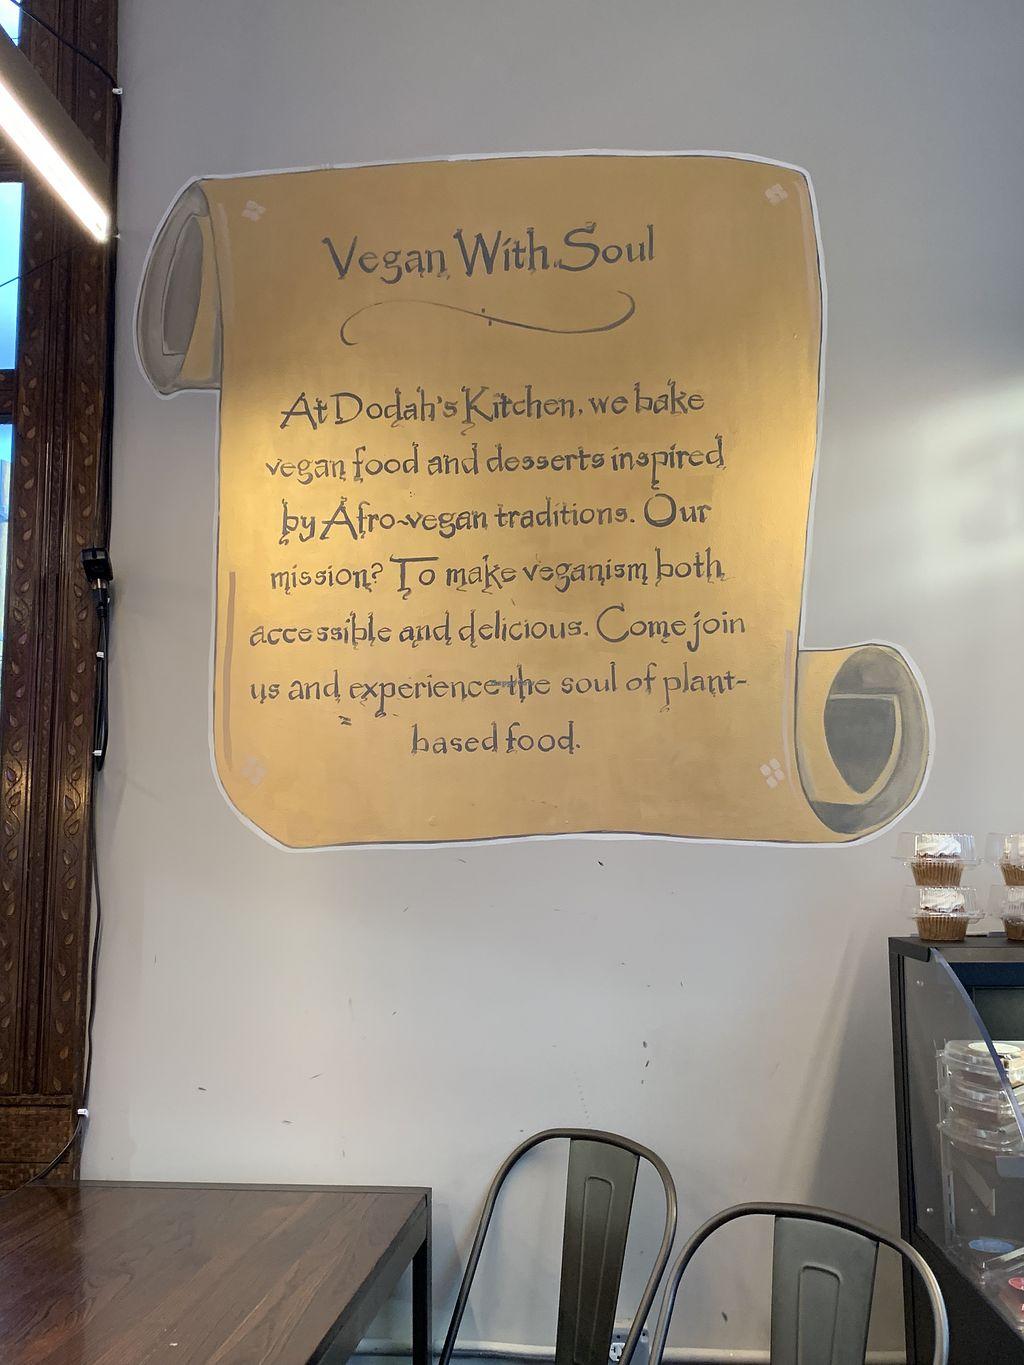 Vegan With Soul
At Dodah's Kitchen, we bake
vegan food and desserts inspired
by Afro-vegan traditions. Our
mission? To make veganism both
accessible and delicious. Come join
us and experience the soul of plant-
based food.